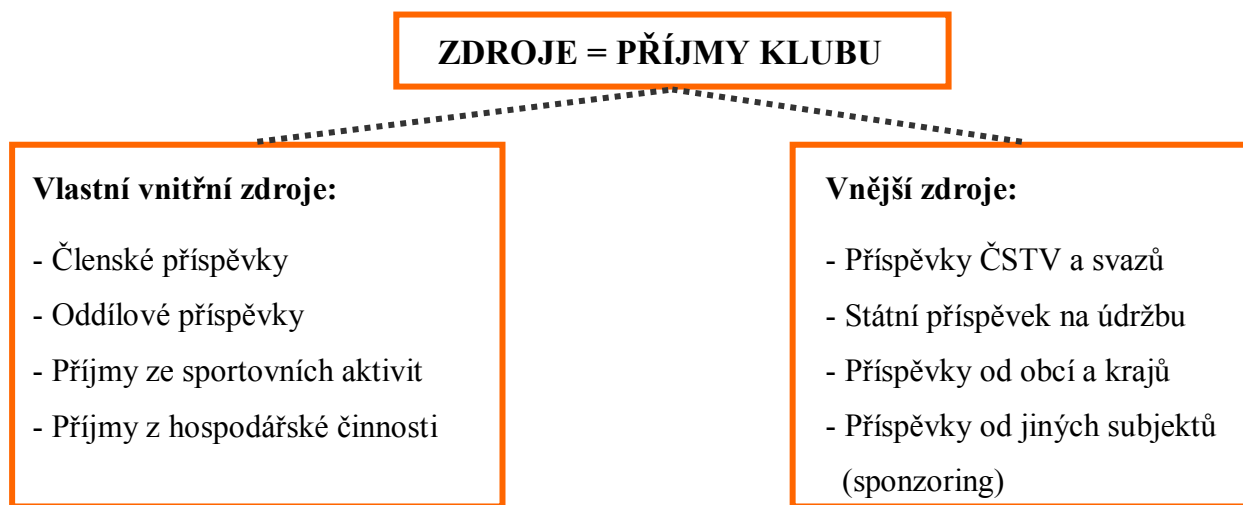 ZDROJE = PŘÍJMY KLUBU
Vlastní vnitřní zdroje:
- Členské příspěvky
- Oddílové příspěvky
- Příjmy ze sportovních aktivit
- Příjmy z hospodářské činnosti
Vnější zdroje:
- Příspěvky ČSTV a svazů
- Státní příspěvek na údržbu
- Příspěvky od obcí a krajů
- Příspěvky od jiných subjektů
(sponzoring)